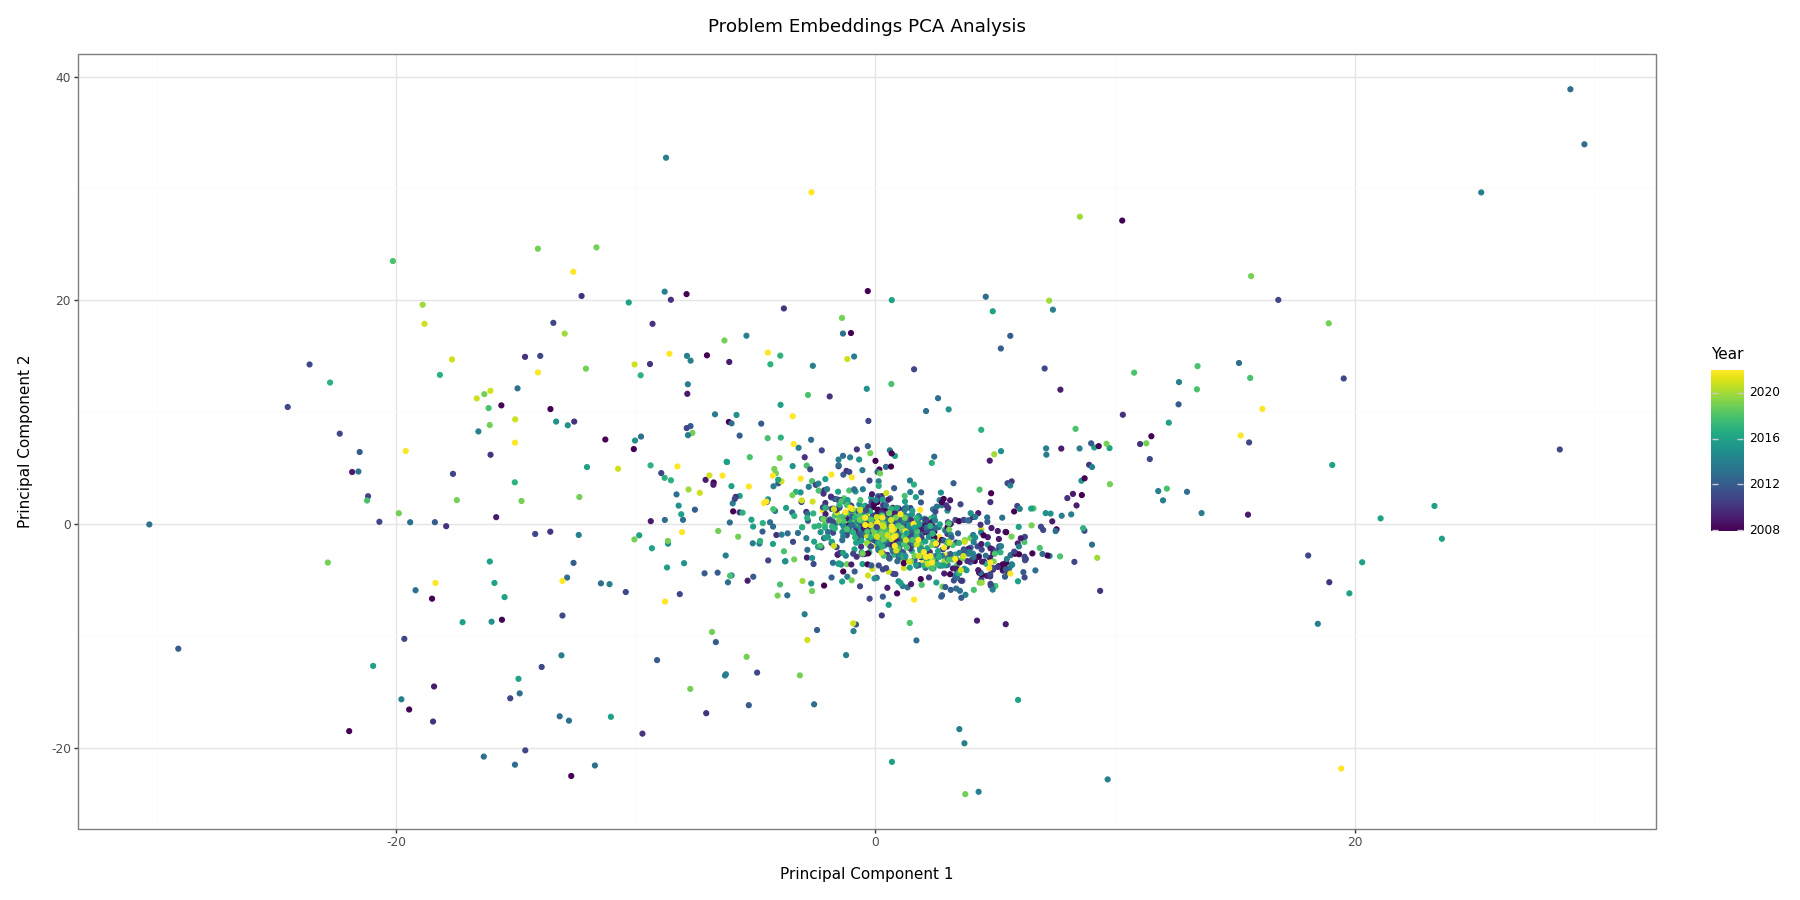 Problem Embeddings PCA Analysis
40
20
0
-20
Principal Component 2
-20
0
20
Principal Component 1
Year
2020
2016
2012
2008